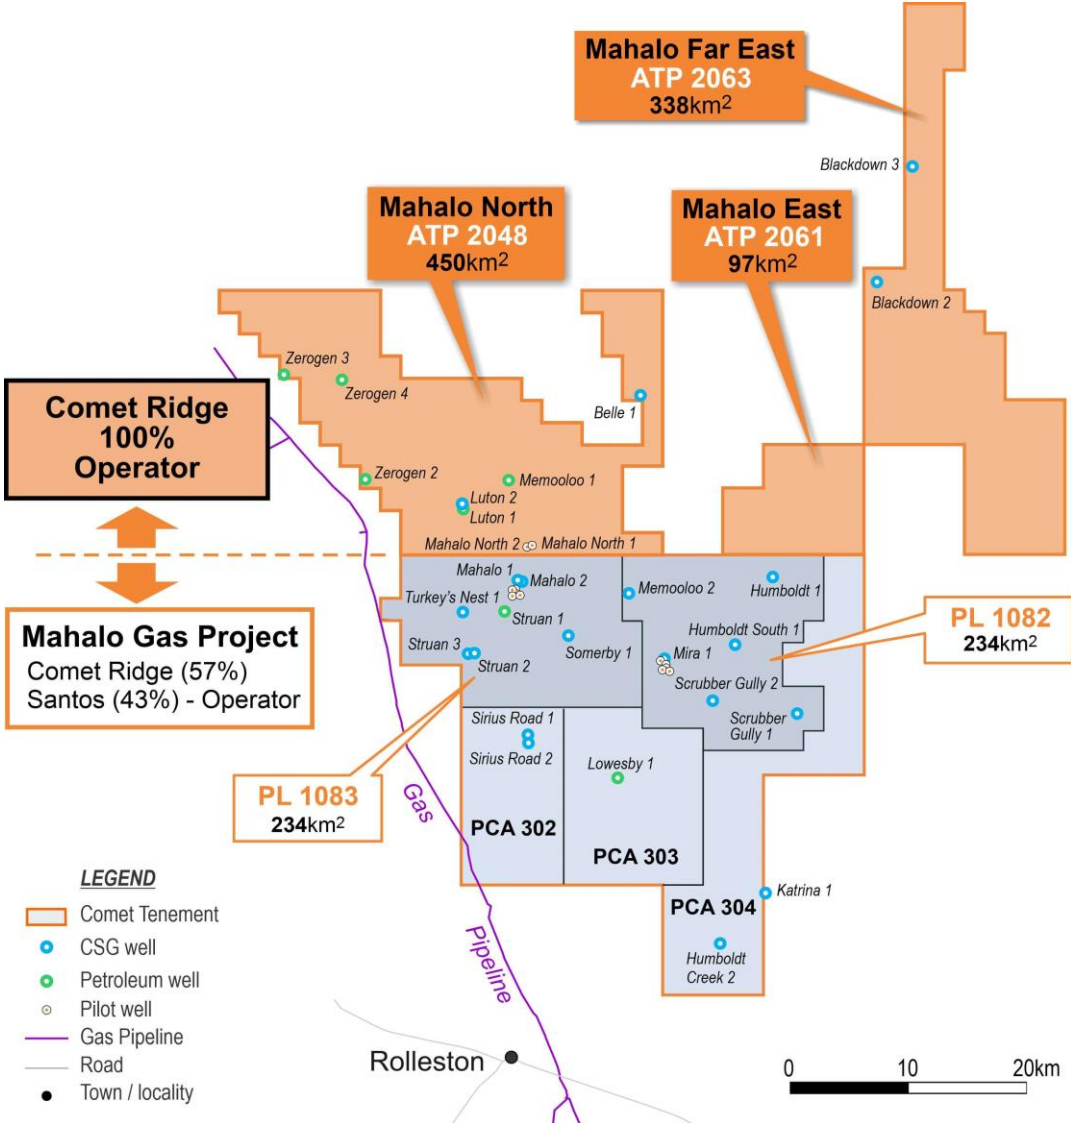 Mahalo Far East
ATP 2063
338km²
Blackdown 3
Mahalo North
ATP 2048
450km²
Mahalo East
ATP 2061
97km²
Blackdown 2
Zerogen 3
Zerogen 4
Belle 1
Comet Ridge
100%
Operator
Zerogen 2
Memooloo 1
Luton 2
Luton 1
Mahalo North 2
Mahalo North 1
Mahalo 1
Mahalo 2
Turkey's Nest 1
Struan 1
Memooloo 2
Humboldt 1
Mahalo Gas Project
Comet Ridge (57%)
Santos (43%) - Operator
Struan 3
Struan 2
Somerby 1
Humboldt South 1
Mira 1
PL 1082
234km²
Scrubber Gully 2
Scrubber
Gully 1
Sirius Road 1
Sirius Road 2
Lowesby 1
PL 1083
234km²
Gas
Pipeline
PCA 302
PCA 303
PCA 304
Katrina 1
Humboldt
Creek 2
LEGEND
Comet Tenement
CSG well
Petroleum well
Pilot well
Gas Pipeline
Road
Town / locality
Rolleston
0 10 20km